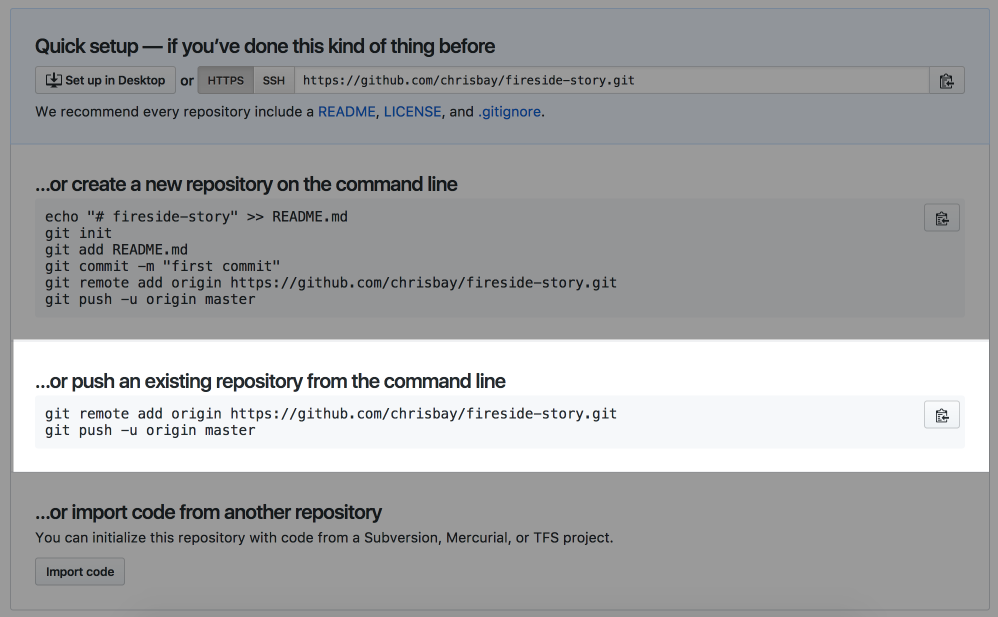 Quick setup — if you’ve done this kind of thing before
Set up in Desktop or HTTPS SSH https://github.com/chrisbay/fireside-story.git
We recommend every repository include a README, LICENSE, and .gitignore.
…or create a new repository on the command line
echo "# fireside-story" >> README.md
git init
git add README.md
git commit -m "first commit"
git remote add origin https://github.com/chrisbay/fireside-story.git
git push -u origin master
…or push an existing repository from the command line
git remote add origin https://github.com/chrisbay/fireside-story.git
git push -u origin master
…or import code from another repository
You can initialize this repository with code from a Subversion, Mercurial, or TFS project.
Import code